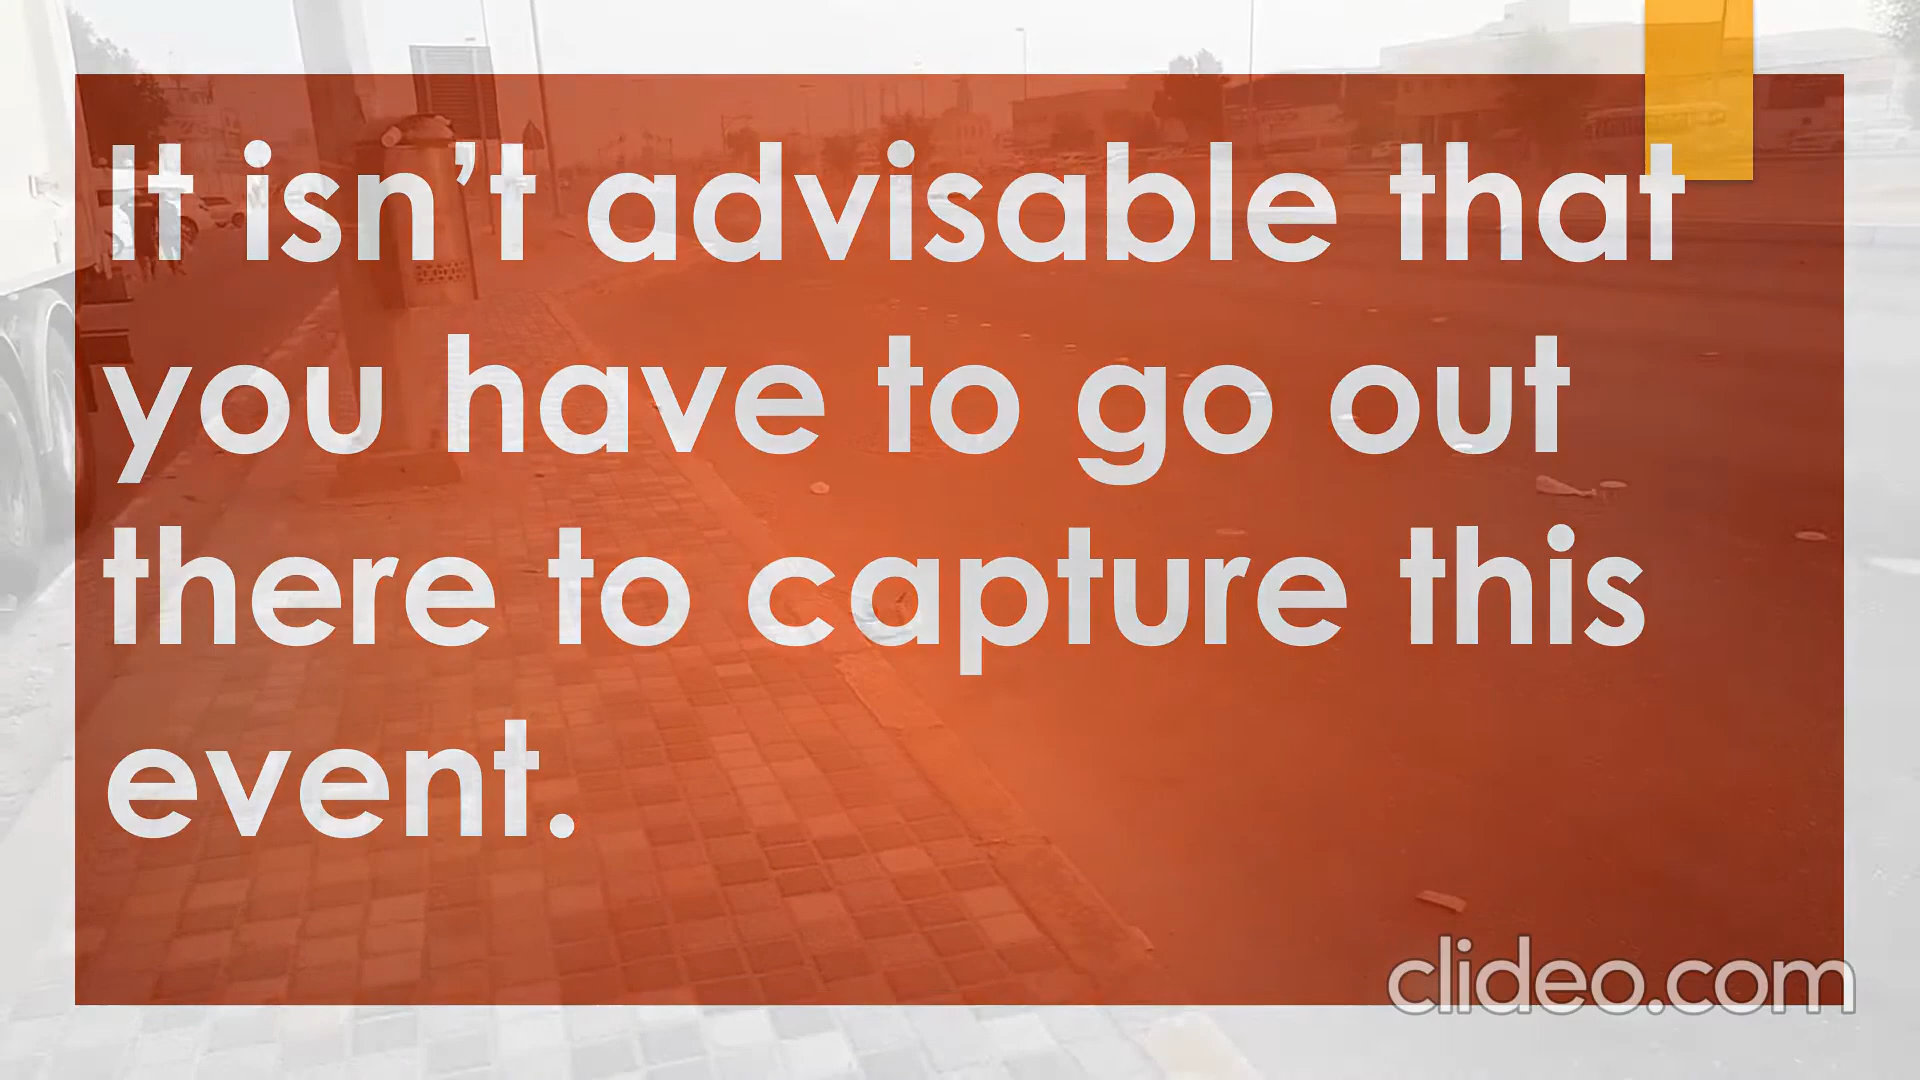 It isn’t advisable that
you have to go out
there to capture this
event.
clideo.com